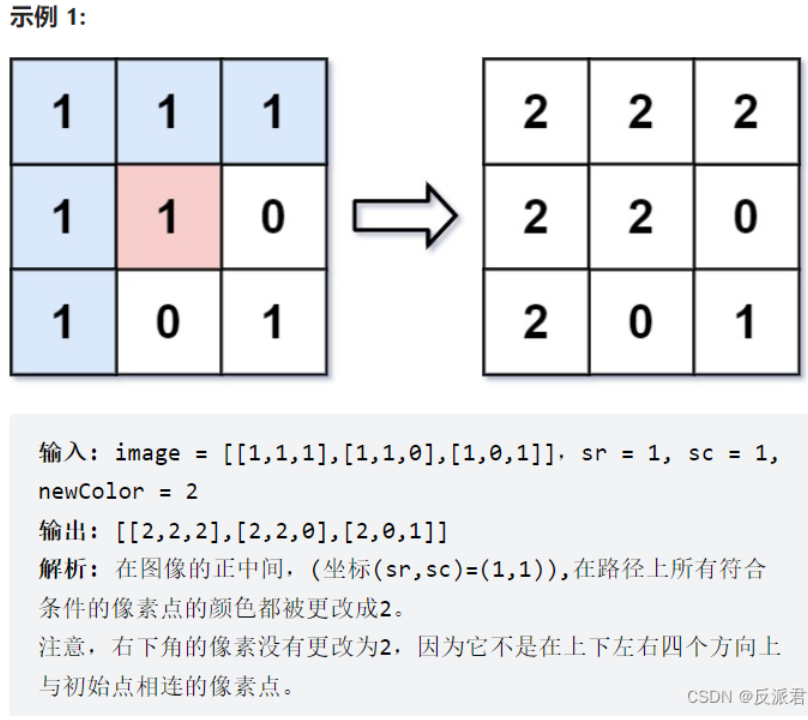 示例 1:
1 1 1 2 2 2
1 1 0 2 2 0
1 0 1 2 0 1
输入: image = [[1,1,1],[1,1,0],[1,0,1]], sr = 1, sc = 1,
newColor = 2
输出: [[2,2,2],[2,2,0],[2,0,1]]
解析: 在图像的正中间，(坐标(sr,sc)=(1,1)),在路径上所有符合
条件的像素点的颜色都被更改成2。
注意，右下角的像素没有更改为2，因为它不是在上下左右四个方向上
与初始点相连的像素点。
CSDN @反派君